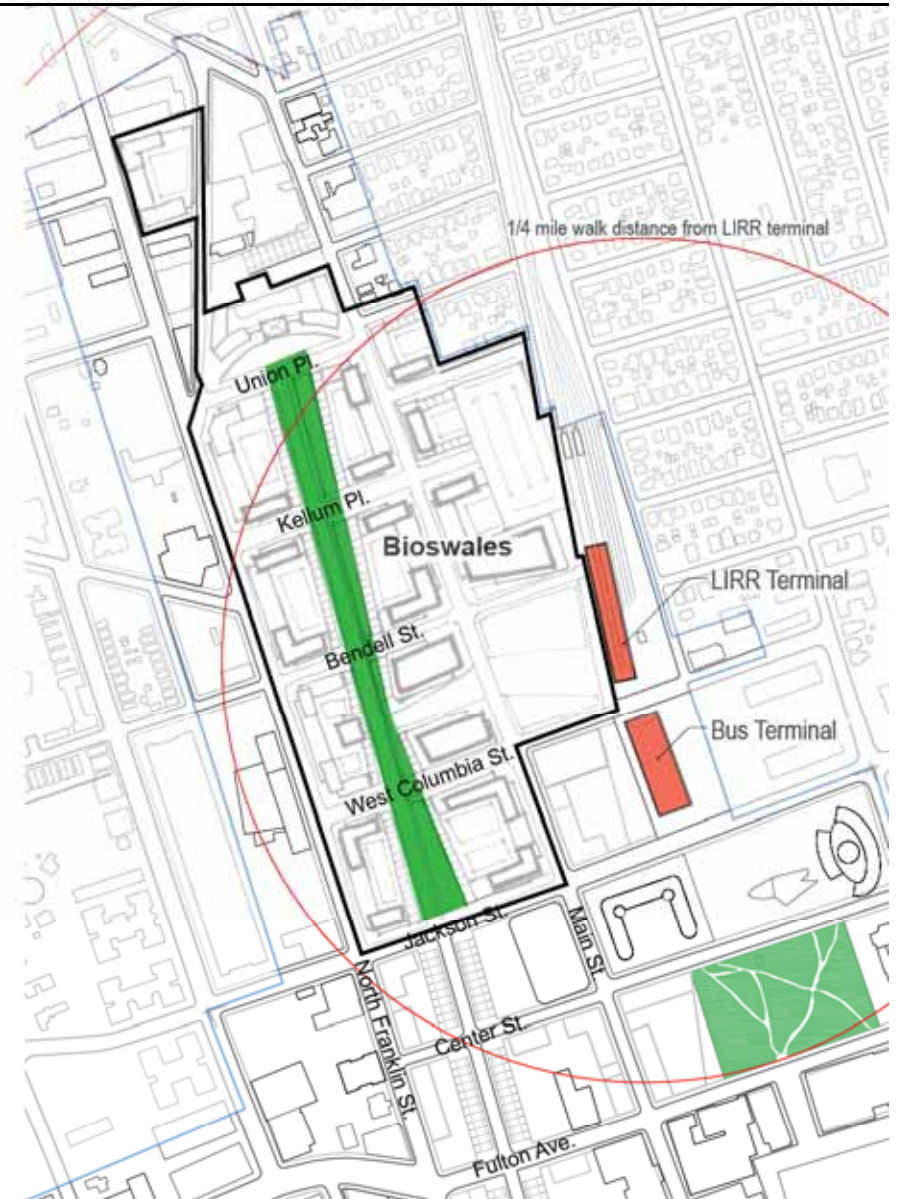 1/4 mile walk distance from LIRR terminal
Union Pl.
Kellum Pl.
Bioswales
LIRR Terminal
Bendell St.
Bus Terminal
West Columbia St.
Jackson St.
Main St.
North Franklin St.
Center St.
Fulton Ave.